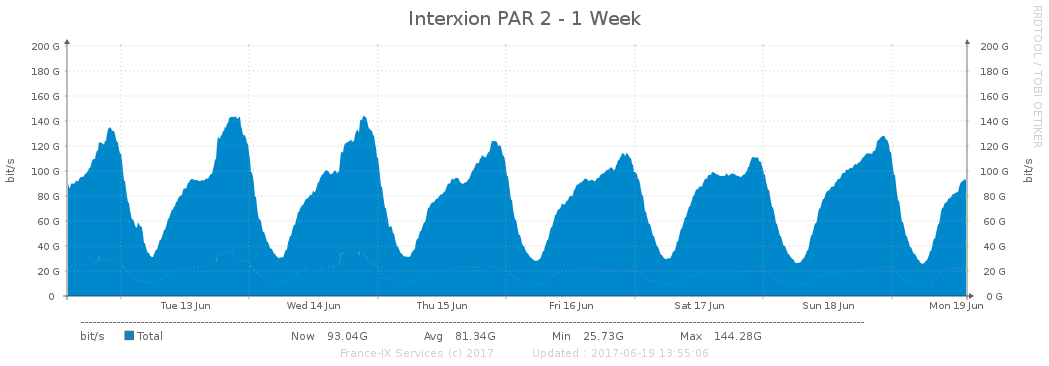 Interxion PAR 2 - 1 Week
RRDTOOL / TOBI OETIKER
bit/s
bit/s
200 G 200 G
180 G 180 G
160 G 160 G
140 G 140 G
120 G 120 G
100 G 100 G
80 G 80 G
60 G 60 G
40 G 40 G
20 G 20 G
0 0 G
Tue 13 Jun Wed 14 Jun Thu 15 Jun Fri 16 Jun Sat 17 Jun Sun 18 Jun Mon 19 Jun
bit/s Total Now 93.04G Avg 81.34G Min 25.73G Max 144.28G
France-IX Services (c) 2017 Updated : 2017-06-19 13:55:06